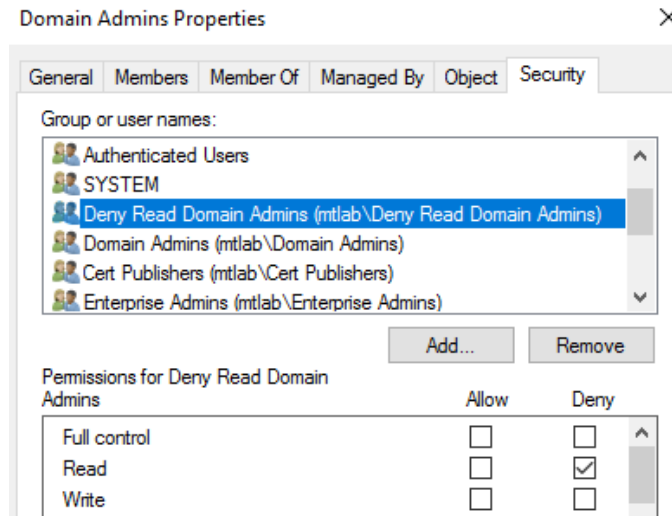 Domain Admins Properties
General Members Member Of Managed By Object Security
Group or user names:
Authenticated Users
SYSTEM
Deny Read Domain Admins (mtlab\Deny Read Domain Admins)
Domain Admins (mtlab\Domain Admins)
Cert Publishers (mtlab\Cert Publishers)
Enterprise Admins (mtlab\Enterprise Admins)
Add... Remove
Permissions for Deny Read Domain
Admins Allow Deny
Full control
Read
Write